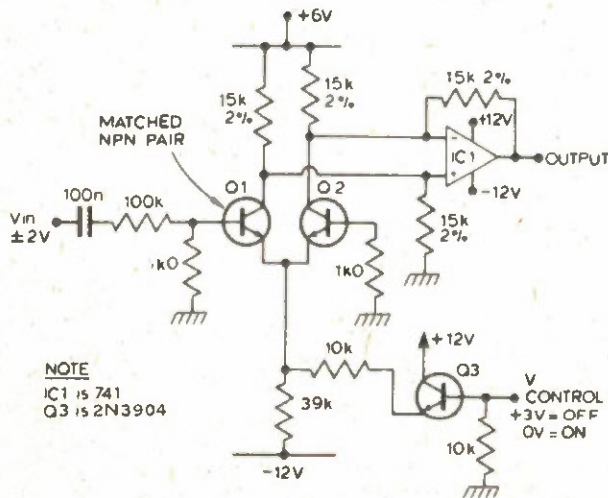 +6V
15k
2%
15k
2%
15k 2%
MATCHED
NPN PAIR
+12V
-
IC1
+
OUTPUT
-12V
Q1
Q2
100n
100k
Vin
±2V
1k0
1k0
15k
2%
10k
+12V
Q3
V
CONTROL
+3V = OFF
0V = ON
NOTE
IC1 is 741
Q3 is 2N3904
39k
10k
-12V